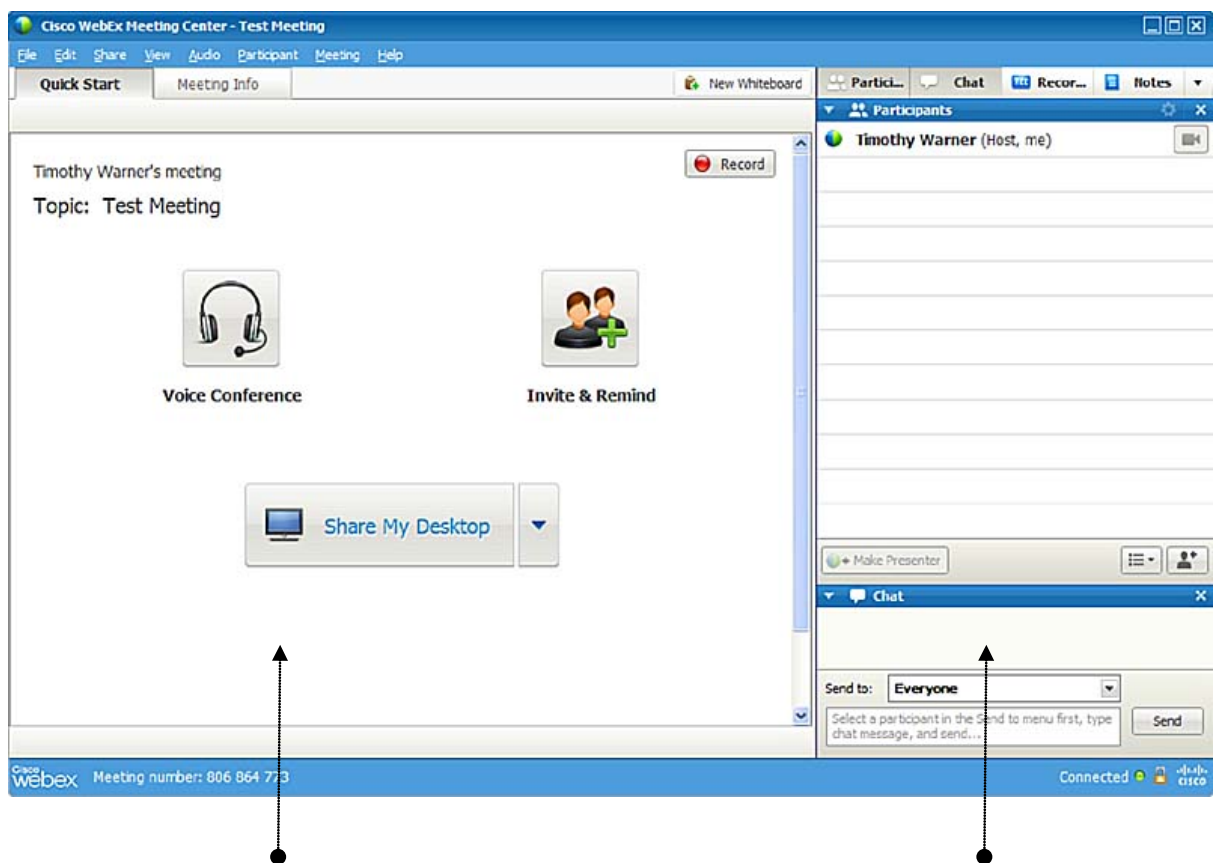 Cisco WebEx Meeting Center - Test Meeting
File Edit Share View Audio Participant Meeting Help
Quick Start Meeting Info New Whiteboard
Partici... Chat Recor... Notes
Participants
Timothy Warner (Host, me)
Record
Timothy Warner's meeting
Topic: Test Meeting
Voice Conference Invite & Remind
Share My Desktop
Make Presenter
Chat
Send to: Everyone
Select a participant in the Send to menu first, type
chat message, and send...
Send
Cisco
webex Meeting number: 806 864 773
Connected
CISCO